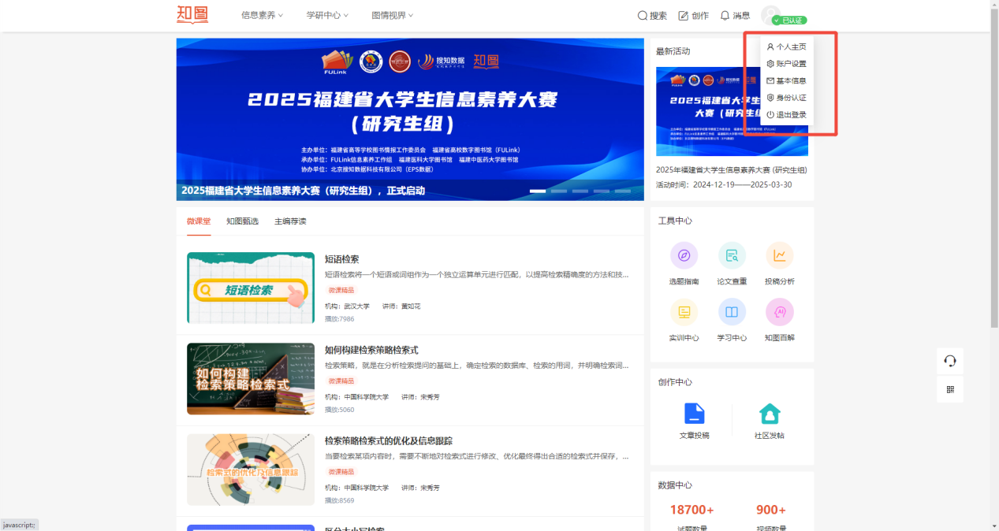 知图
信息素养
学研中心
图情视界
搜索
创作
消息
已认证
个人主页
账户设置
基本信息
身份认证
退出登录
FULink
搜知数据
知图
2025福建省大学生信息素养大赛
(研究生组)
主办单位：福建省高等学校图书情报工作委员会 福建省高校数字图书馆（FULink）
承办单位：FULink信息素养工作组 福建医科大学图书馆 福建中医药大学图书馆
协办单位：北京搜知数据科技有限公司（EPS数据）
2025福建省大学生信息素养大赛（研究生组），正式启动
最新活动
2025福建省大学生
大赛（研究生组
2025年福建省大学生信息素养大赛 (研究生组)
活动时间：2024-12-19——2025-03-30
微课堂
知图甄选
主编荐读
短语检索
短语检索
短语检索将一个短语或词组作为一个独立运算单元进行匹配，以提高检索精确度的方法和技...
微课精品
机构：武汉大学 讲师：黄如花
播放:7986
如何构建
检索策略检索式
如何构建检索策略检索式
检索策略，就是在分析检索提问的基础上，确定检索的数据库、检索的用词，并明确检索词...
微课精品
机构：中国科学院大学 讲师：宋秀芳
播放:5060
检索式的优化及信息跟踪
检索策略检索式的优化及信息跟踪
当要检索某项内容时，需要不断地对检索式进行修改、优化最终得出合适的检索式并保存，...
微课精品
机构：中国科学院大学 讲师：宋秀芳
播放:8569
区分大小写检索
工具中心
选题指南
论文查重
投稿分析
实训中心
学习中心
AI
知图百解
创作中心
文章投稿
社区发帖
数据中心
18700+
900+
试题数量
视频数量
javascript:;